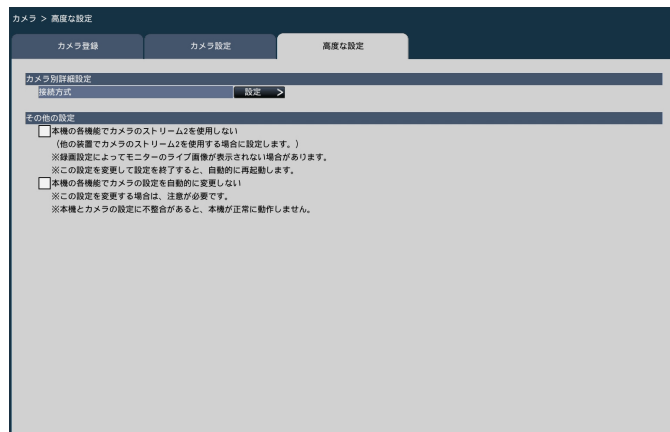 カメラ > 高度な設定
カメラ登録 カメラ設定 高度な設定
カメラ別詳細設定
接続方式 設定 >
その他の設定
本機の各機能でカメラのストリーム2を使用しない
(他の装置でカメラのストリーム2を使用する場合に設定します。)
※録画設定によってモニターのライブ画像が表示されない場合があります。
※この設定を変更して設定を終了すると、自動的に再起動します。
本機の各機能でカメラの設定を自動的に変更しない
※この設定を変更する場合は、注意が必要です。
※本機とカメラの設定に不整合があると、本機が正常に動作しません。